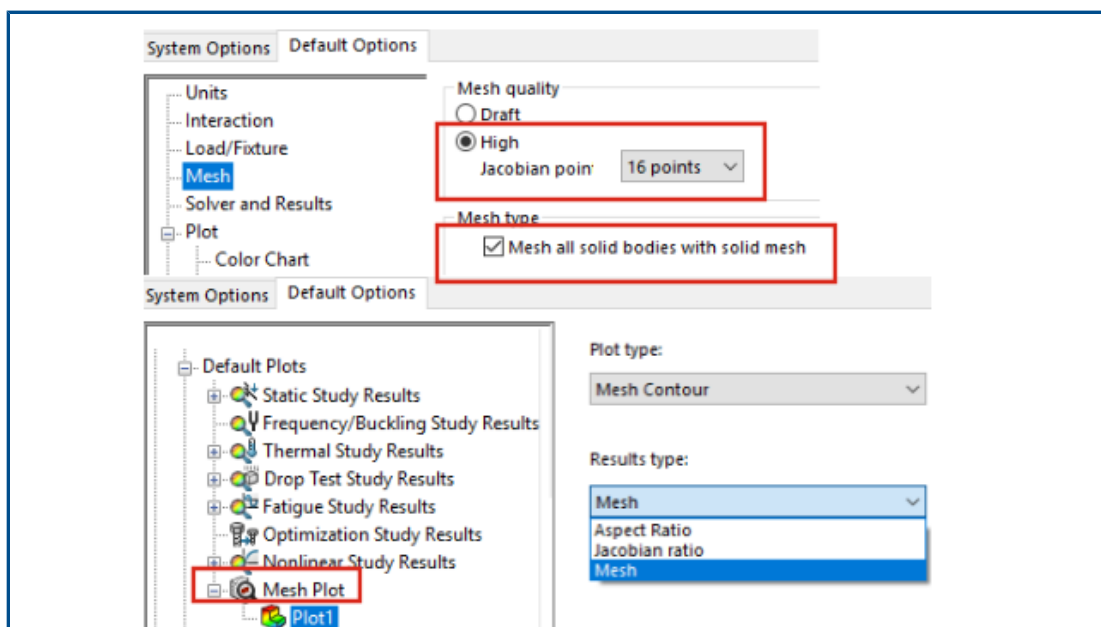 System Options Default Options
Units
Interaction
Load/Fixture
Mesh
Solver and Results
Plot
Color Chart
Mesh quality
Draft
High
Jacobian poin 16 points
Mesh type
Mesh all solid bodies with solid mesh
System Options Default Options
Default Plots
Static Study Results
Frequency/Buckling Study Results
Thermal Study Results
Drop Test Study Results
Fatigue Study Results
Optimization Study Results
Nonlinear Study Results
Mesh Plot
Plot1
Plot type:
Mesh Contour
Results type:
Mesh
Aspect Ratio
Jacobian ratio
Mesh